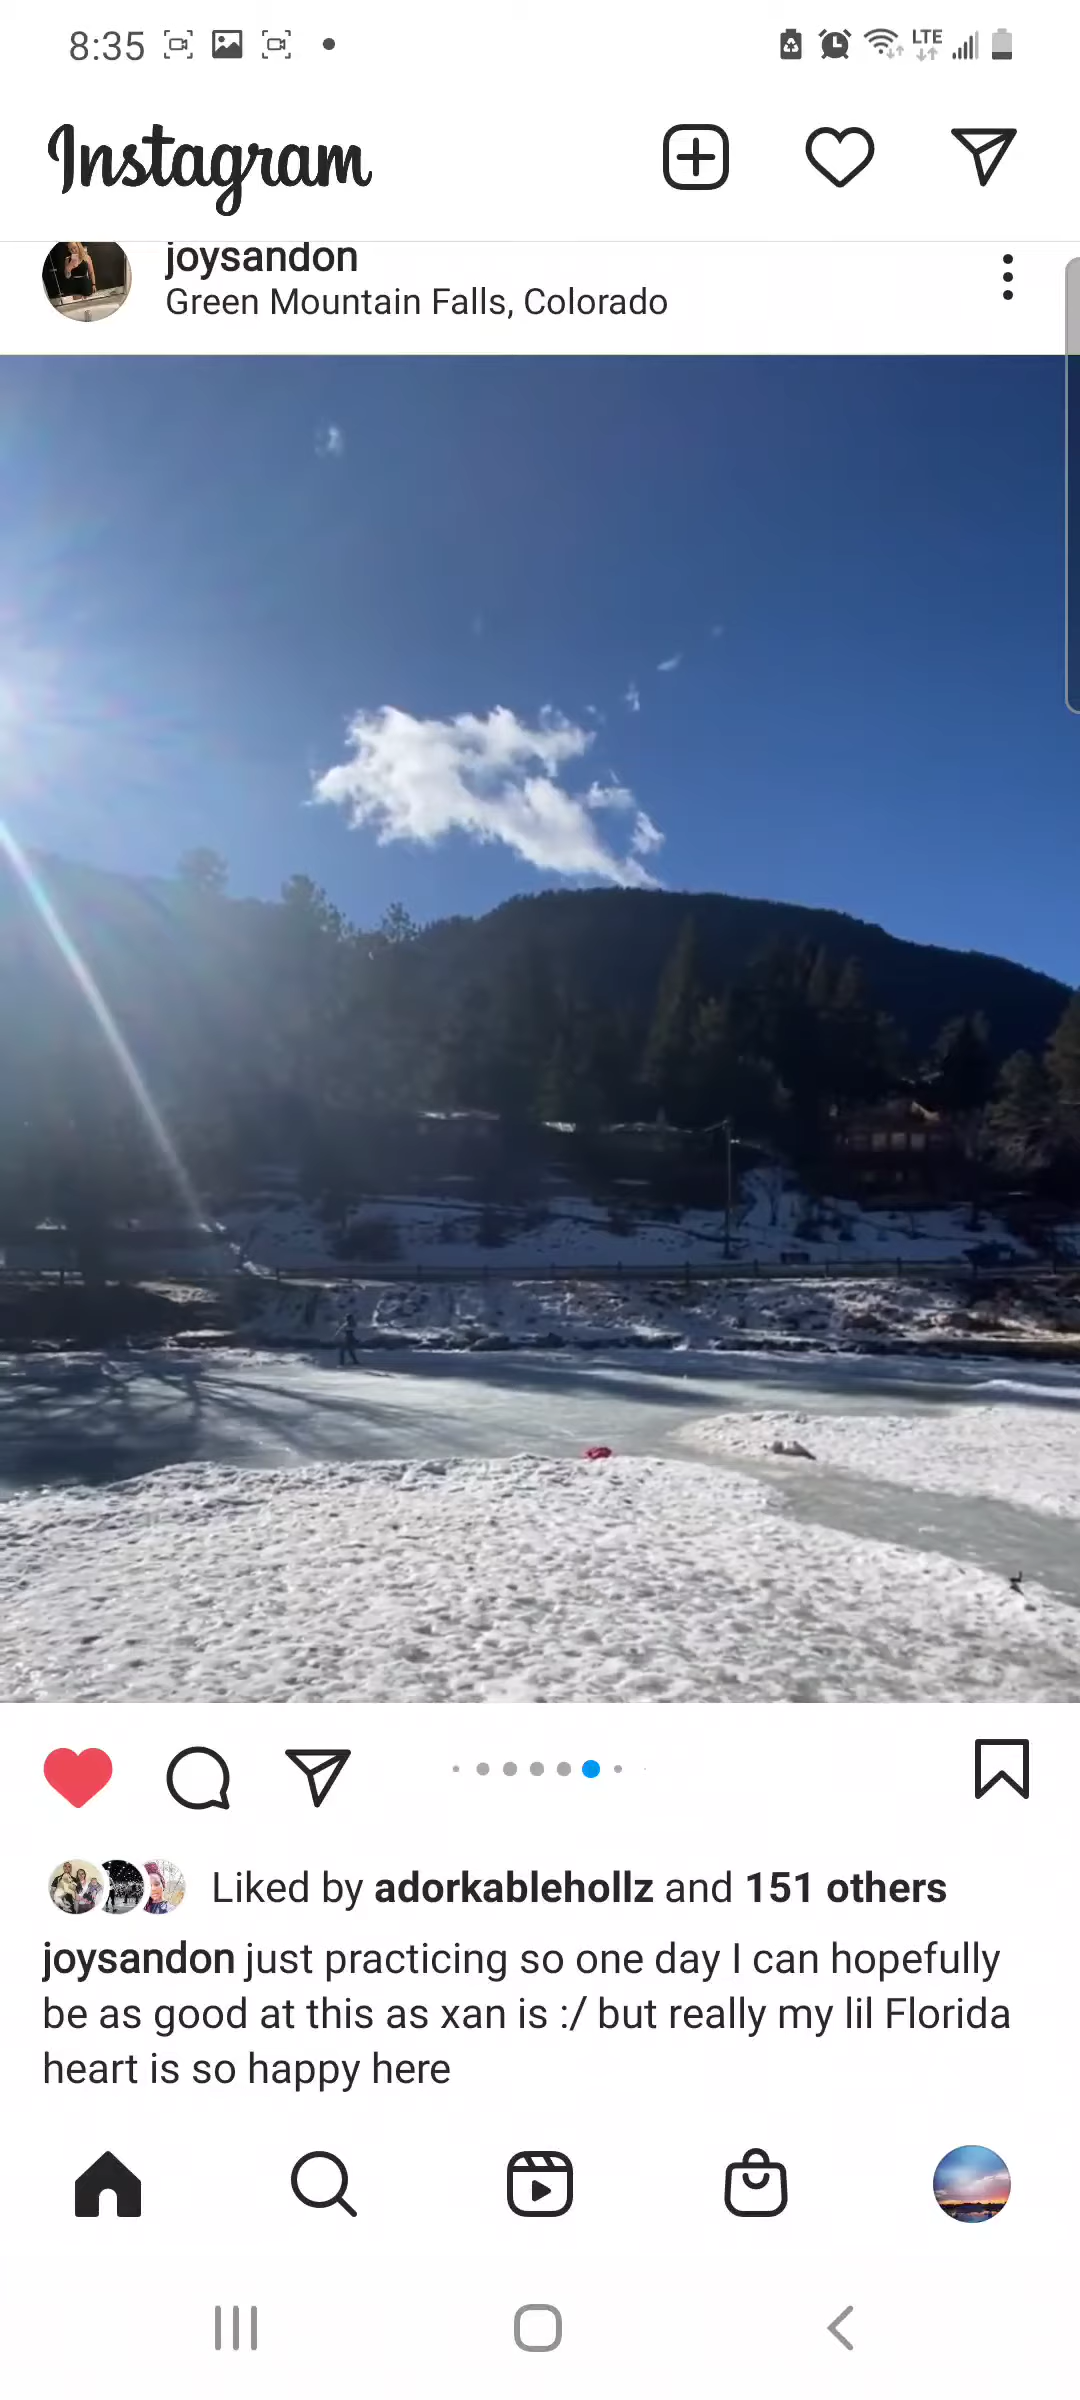 8:35
LTE
Instagram
joysandon
Green Mountain Falls, Colorado
Liked by adorkablehollz and 151 others
joysandon just practicing so one day I can hopefully
be as good at this as xan is :/ but really my lil Florida
heart is so happy here